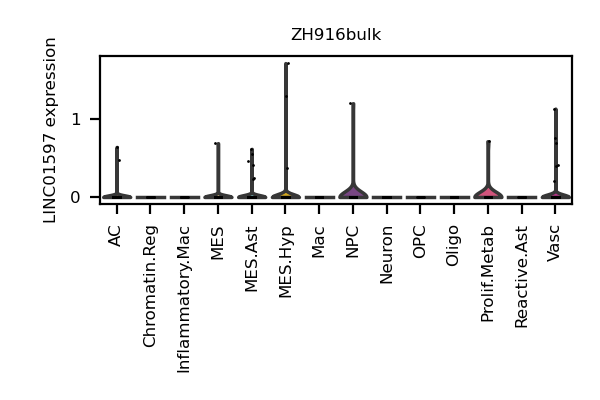 ZH916bulk
LINC01597 expression
1
0
AC
Chromatin.Reg
Inflammatory.Mac
MES
MES.Ast
MES.Hyp
Mac
NPC
Neuron
OPC
Oligo
Prolif.Metab
Reactive.Ast
Vasc